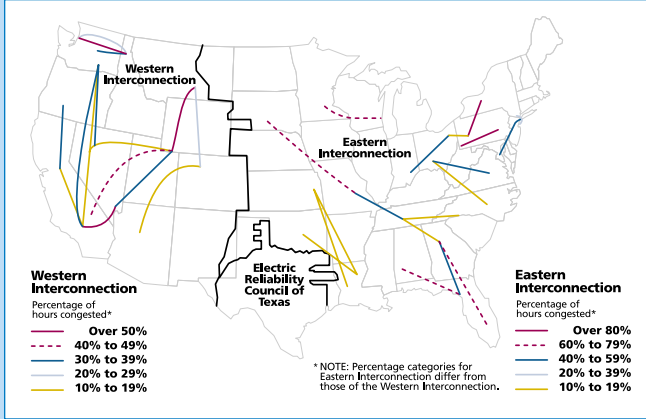 Western
Interconnection
Eastern
Interconnection
Electric
Reliability
Council of
Texas
Western
Interconnection
Percentage of
hours congested*
Over 50%
40% to 49%
30% to 39%
20% to 29%
10% to 19%
Eastern
Interconnection
Percentage of
hours congested*
Over 80%
60% to 79%
40% to 59%
20% to 39%
10% to 19%
* NOTE: Percentage categories for
Eastern Interconnection differ from
those of the Western Interconnection.